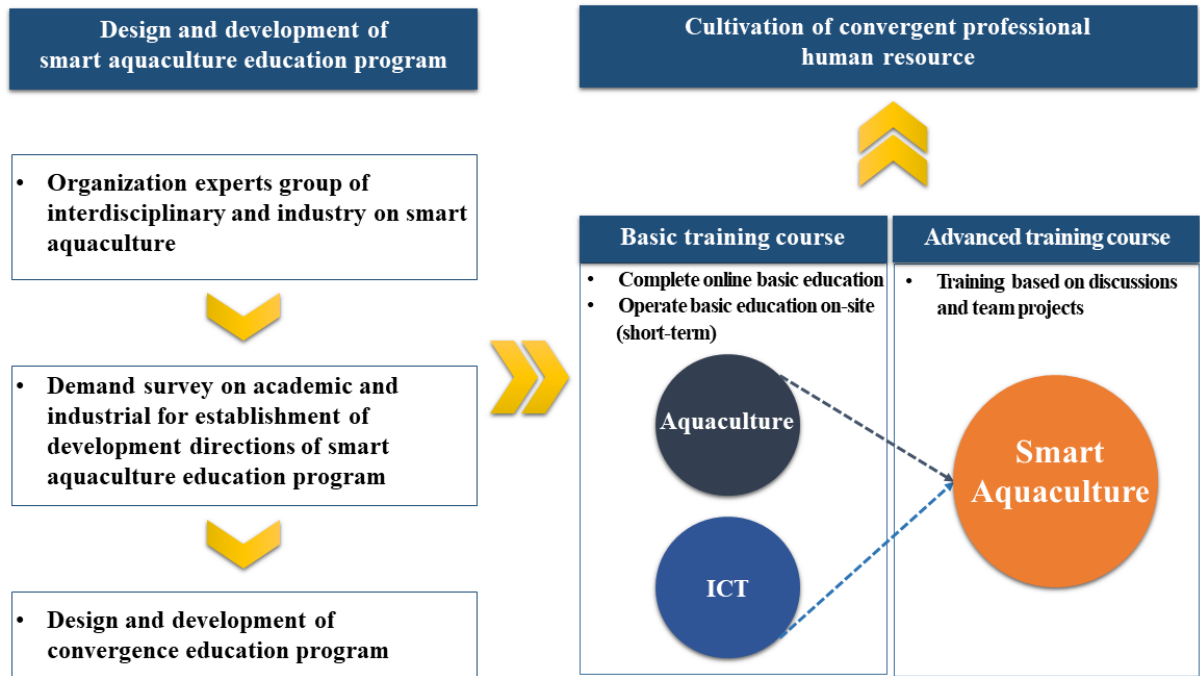 Design and development of
smart aquaculture education program
• Organization experts group of
interdisciplinary and industry on smart
aquaculture
• Demand survey on academic and
industrial for establishment of
development directions of smart
aquaculture education program
• Design and development of
convergence education program
Cultivation of convergent professional
human resource
Basic training course
• Complete online basic education
• Operate basic education on-site
(short-term)
Aquaculture
ICT
Advanced training course
• Training based on discussions
and team projects
Smart
Aquaculture